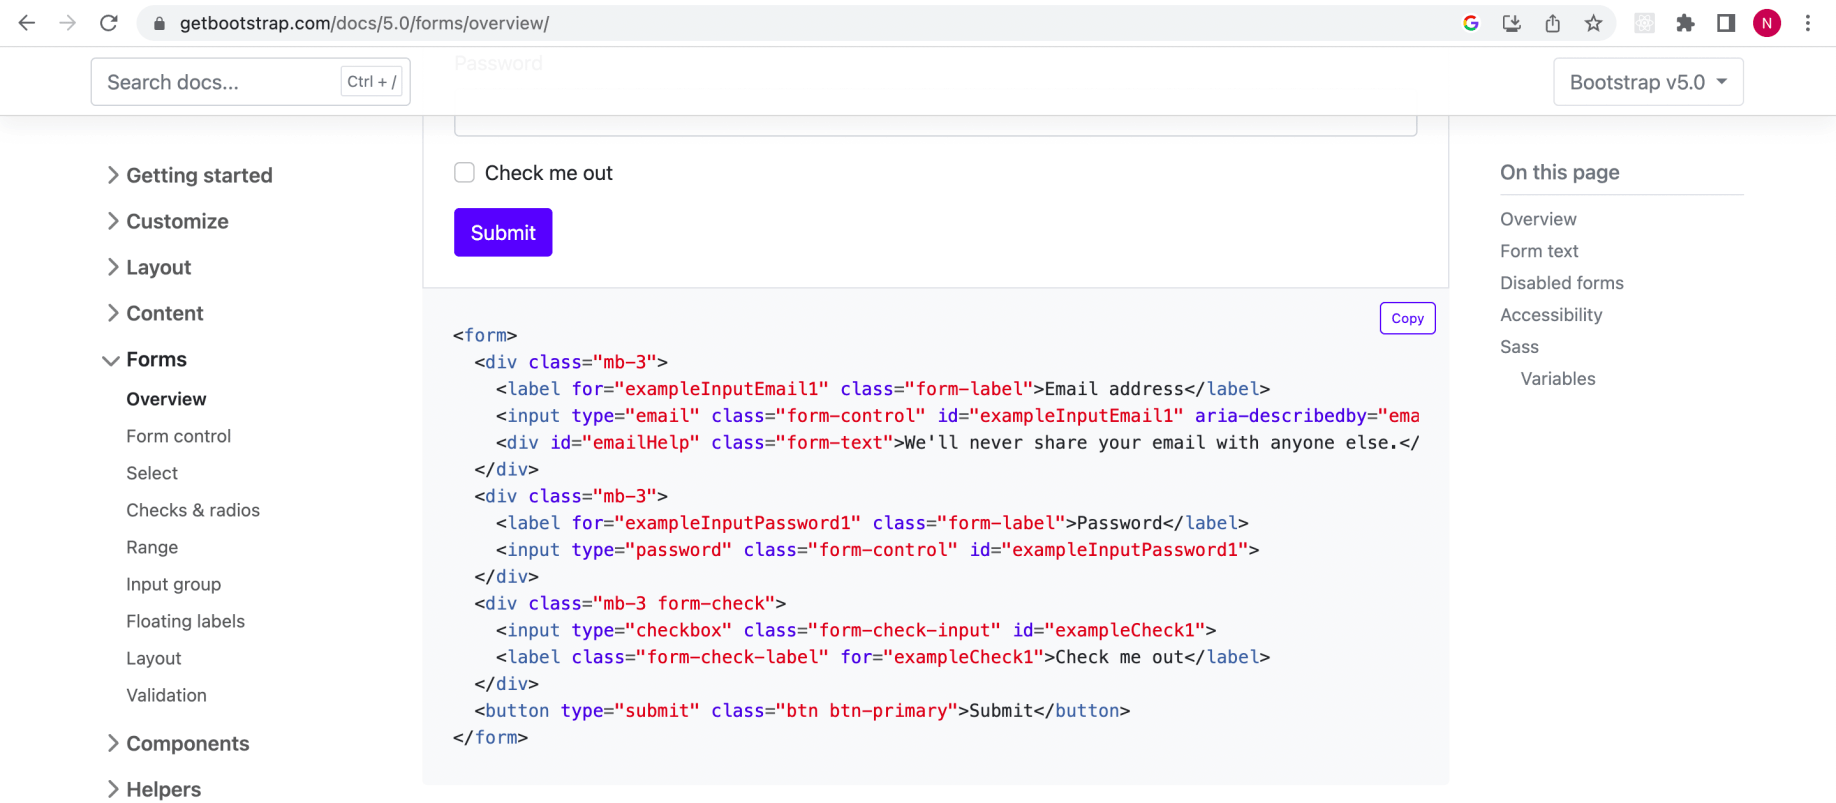 getbootstrap.com/docs/5.0/forms/overview/
N
Search docs...
Ctrl + /
Password
Bootstrap v5.0
Getting started
Customize
Layout
Content
Forms
Overview
Form control
Select
Checks & radios
Range
Input group
Floating labels
Layout
Validation
Components
Helpers
Check me out
Submit
Copy
<form>
<div class="mb-3">
<label for="exampleInputEmail1" class="form-label">Email address</label>
<input type="email" class="form-control" id="exampleInputEmail1" aria-describedby="ema
<div id="emailHelp" class="form-text">We'll never share your email with anyone else.</
</div>
<div class="mb-3">
<label for="exampleInputPassword1" class="form-label">Password</label>
<input type="password" class="form-control" id="exampleInputPassword1">
</div>
<div class="mb-3 form-check">
<input type="checkbox" class="form-check-input" id="exampleCheck1">
<label class="form-check-label" for="exampleCheck1">Check me out</label>
</div>
<button type="submit" class="btn btn-primary">Submit</button>
</form>
On this page
Overview
Form text
Disabled forms
Accessibility
Sass
Variables